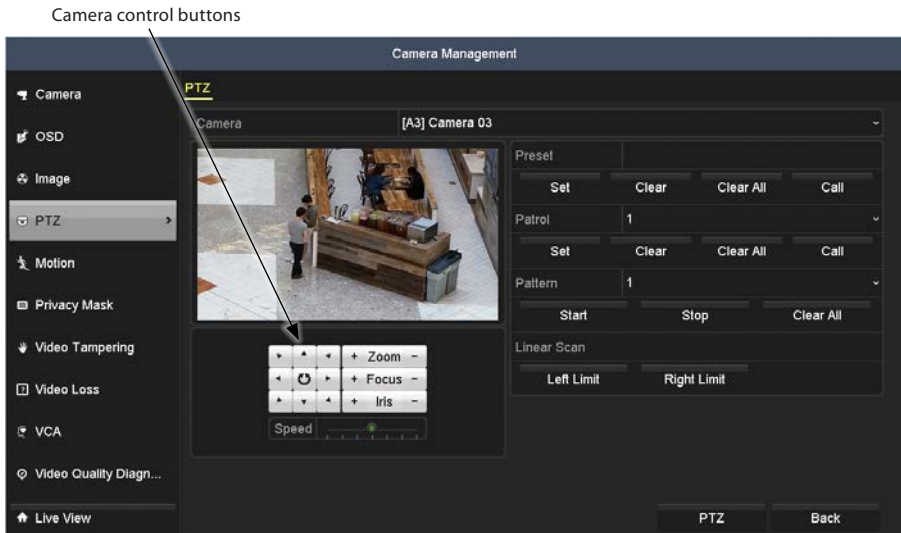 Camera control buttons
Camera Management
Camera
OSD
Image
PTZ
Motion
Privacy Mask
Video Tampering
Video Loss
VCA
Video Quality Diagn...
Live View
PTZ
Camera [A3] Camera 03
+ Zoom -
+ Focus -
+ Iris -
Speed
Preset
Set Clear Clear All Call
Patrol 1
Set Clear Clear All Call
Pattern 1
Start Stop Clear All
Linear Scan
Left Limit Right Limit
PTZ Back